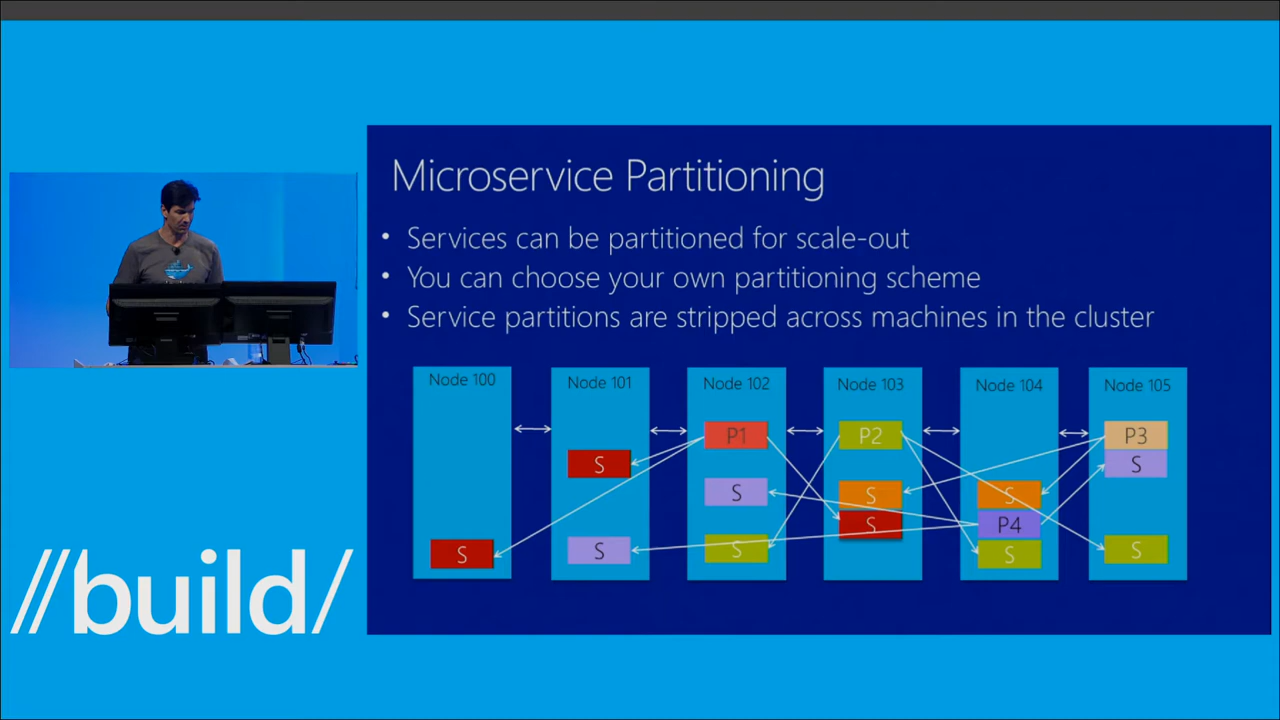 Microservice Partitioning
• Services can be partitioned for scale-out
• You can choose your own partitioning scheme
• Service partitions are stripped across machines in the cluster
Node 100
Node 101
Node 102
Node 103
Node 104
Node 105
P1
P2
P3
S
S
S
S
S
S
P4
S
S
S
S
S
//build/